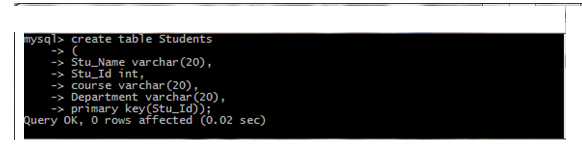 mysql> create table Students
-> (
-> Stu_Name varchar(20),
-> Stu_Id int,
-> course varchar(20),
-> Department varchar(20),
-> primary key(Stu_Id));
Query OK, 0 rows affected (0.02 sec)